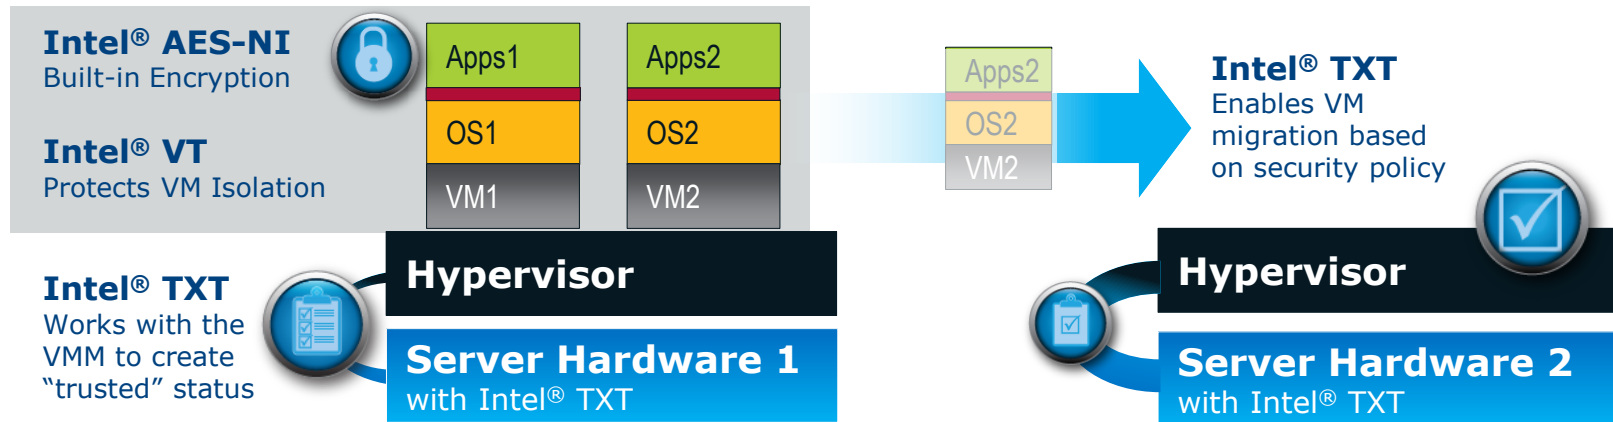 Intel® AES-NI
Built-in Encryption
Intel® VT
Protects VM Isolation
Apps1
OS1
VM1
Apps2
OS2
VM2
Apps2
OS2
VM2
Intel® TXT
Enables VM
migration based
on security policy
Intel® TXT
Works with the
VMM to create
“trusted” status
Hypervisor
Server Hardware 1
with Intel® TXT
Hypervisor
Server Hardware 2
with Intel® TXT